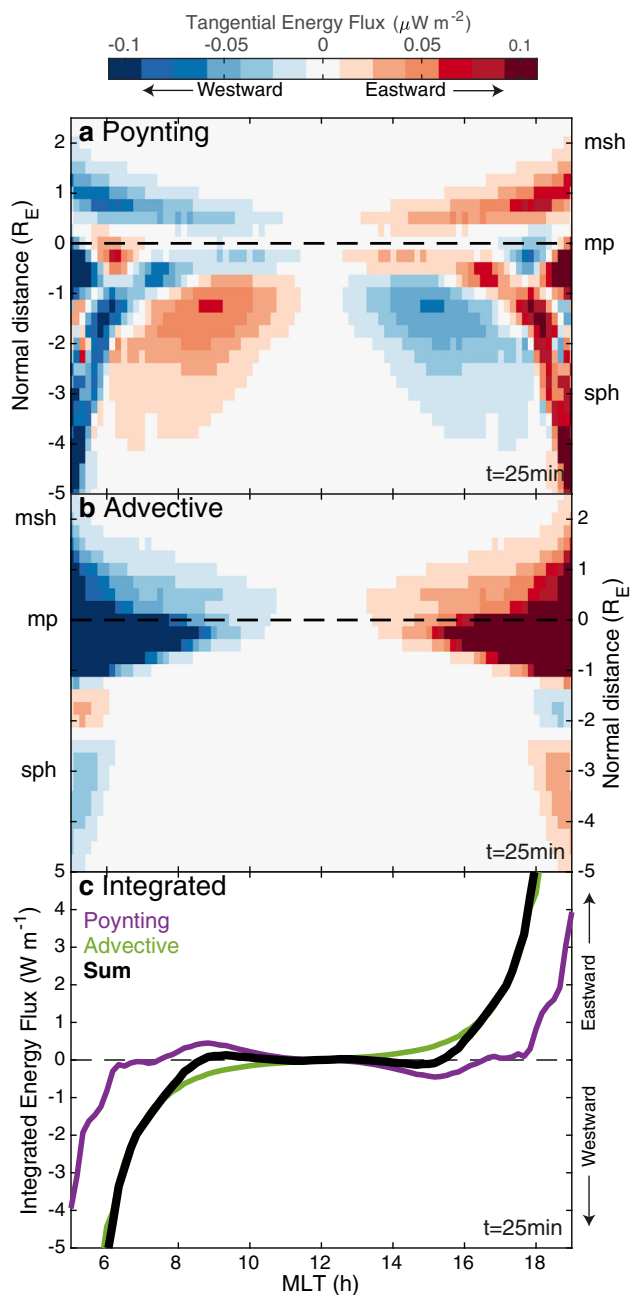 Tangential Energy Flux (μW m⁻²)
-0.1 -0.05 0 0.05 0.1
Westward Eastward
a Poynting
msh
mp
sph
2
1
0
-1
-2
-3
-4
-5
Normal distance (R_E)
t=25min
b Advective
msh
mp
sph
2
1
0
-1
-2
-3
-4
-5
Normal distance (R_E)
t=25min
5
c Integrated
Poynting
Advective
Sum
4
3
2
1
0
-1
-2
-3
-4
-5
Integrated Energy Flux (W m⁻¹)
Eastward
Westward
t=25min
6 8 10 12 14 16 18
MLT (h)